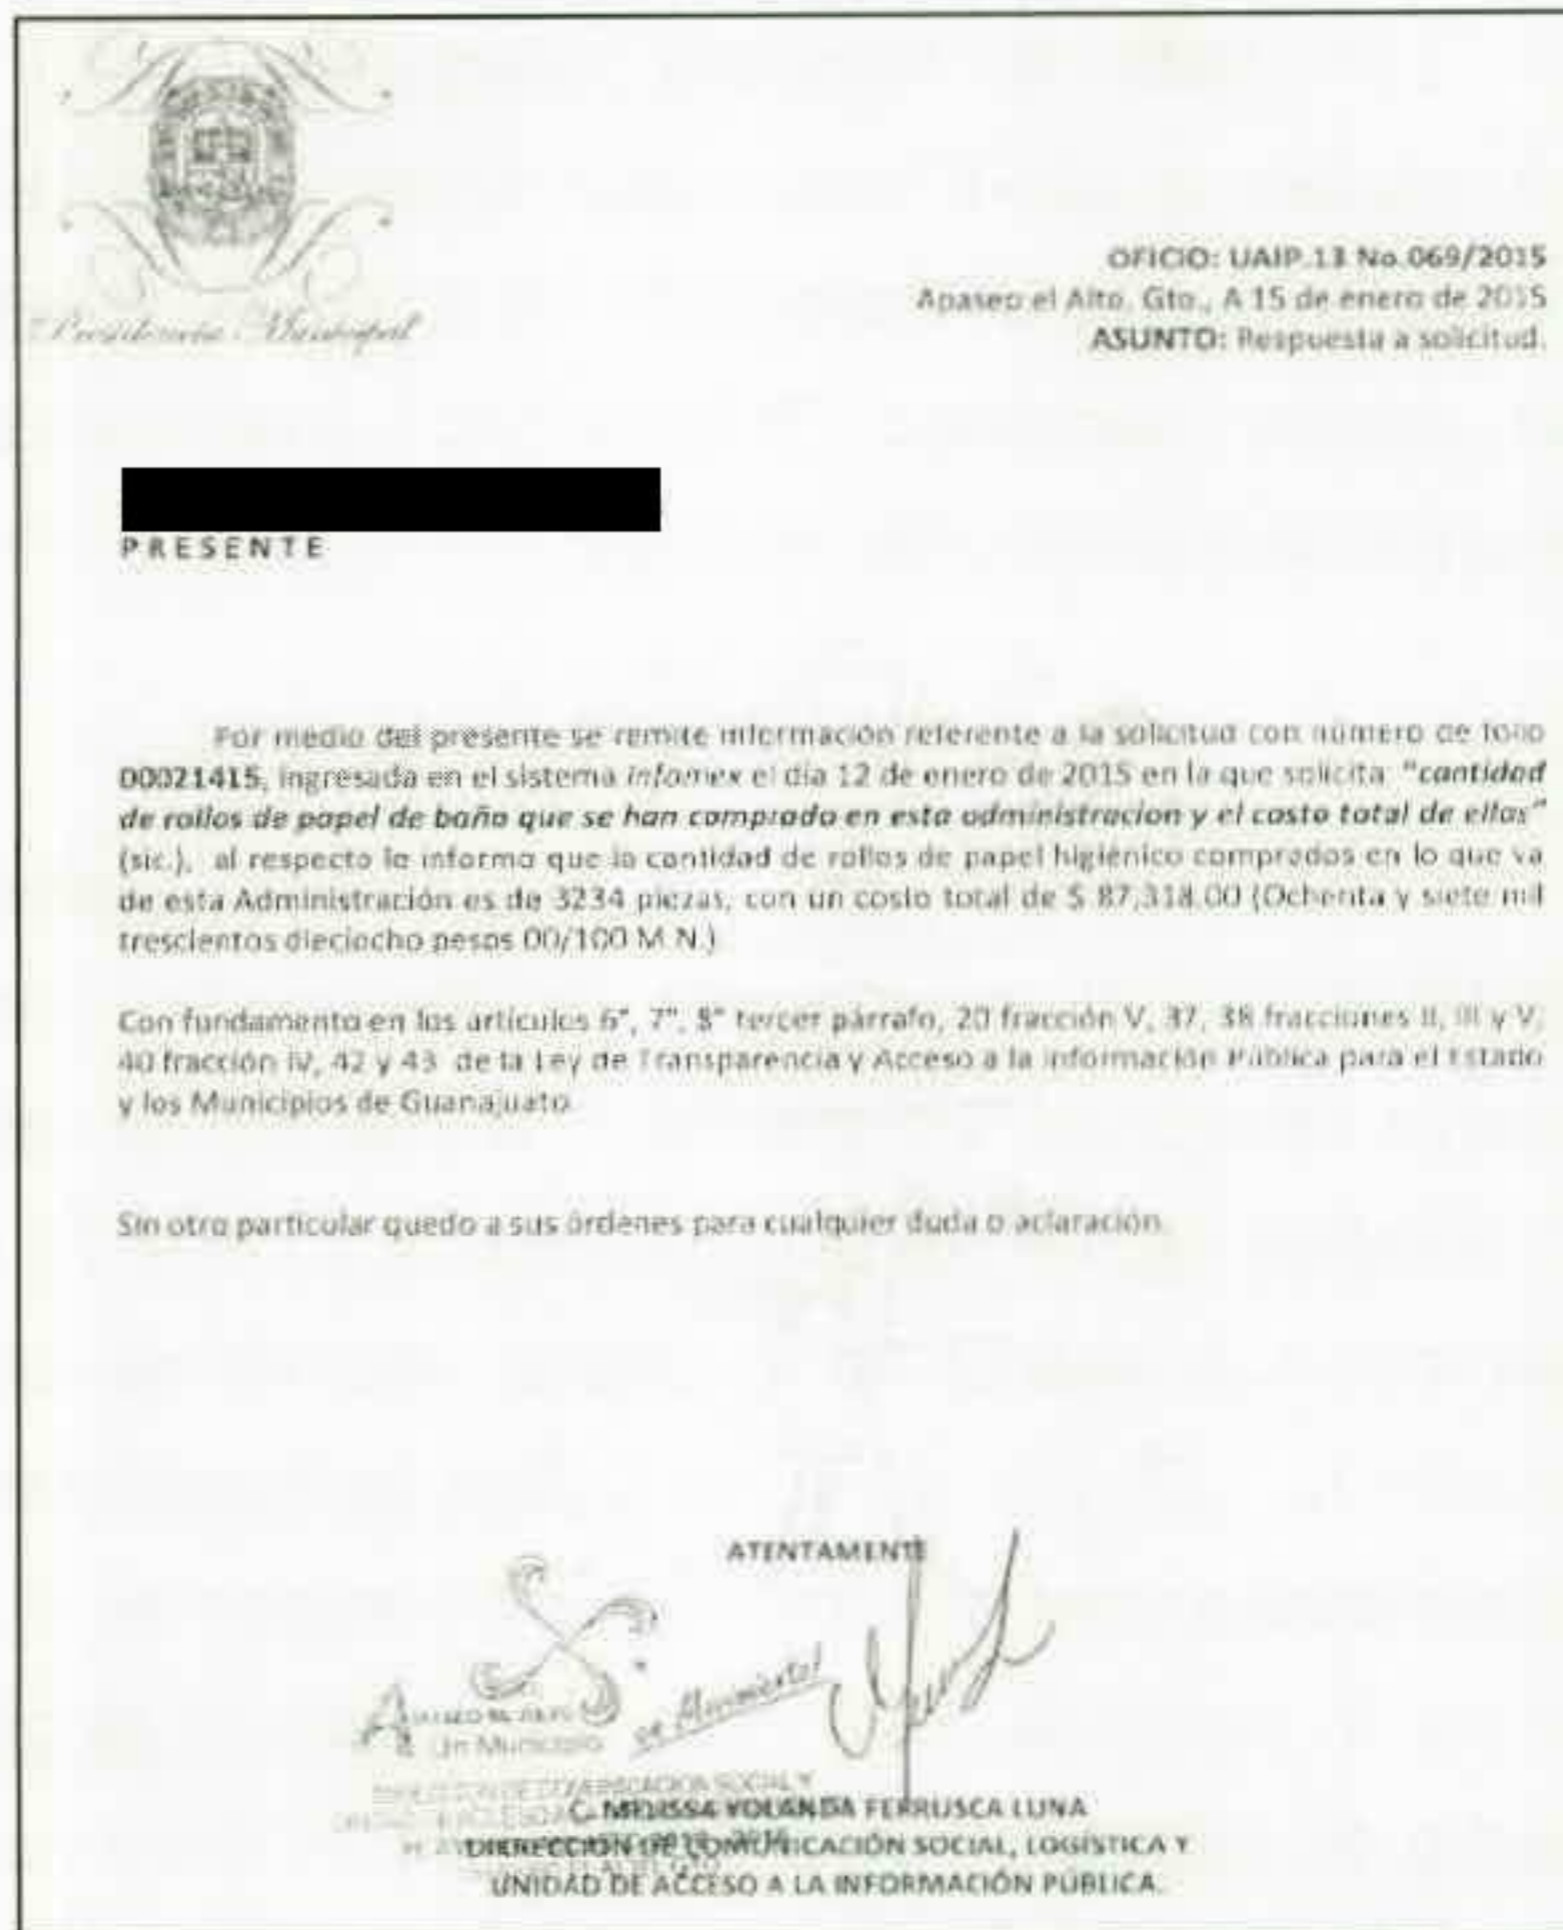 Presidencia Municipal
OFICIO: UAIP.13 No.069/2015
Apaseo el Alto, Gto., A 15 de enero de 2015
ASUNTO: Respuesta a solicitud.
PRESENTE
Por medio del presente se remite información referente a la solicitud con número de folio
00021415, ingresada en el sistema infomex el día 12 de enero de 2015 en la que solicita "cantidad
de rollos de papel de baño que se han comprado en esta administracion y el costo total de ellos"
(sic.), al respecto le informo que la cantidad de rollos de papel higiénico comprados en lo que va
de esta Administración es de 3234 piezas, con un costo total de $ 87,318.00 (Ochenta y siete mil
trescientos dieciocho pesos 00/100 M.N.)
Con fundamento en los artículos 6°, 7°, 8° tercer párrafo, 20 fracción V, 37, 38 fracciones II, III y V,
40 fracción IV, 42 y 43 de la Ley de Transparencia y Acceso a la información Pública para el Estado
y los Municipios de Guanajuato.
Sin otro particular quedo a sus órdenes para cualquier duda o aclaración.
ATENTAMENTE
Un Municipio
en Movimiento!
C. MELISSA YOLANDA FERRUSCA LUNA
DIRRECCIÓN DE COMUNICACIÓN SOCIAL, LOGÍSTICA Y
UNIDAD DE ACCESO A LA INFORMACIÓN PÚBLICA.